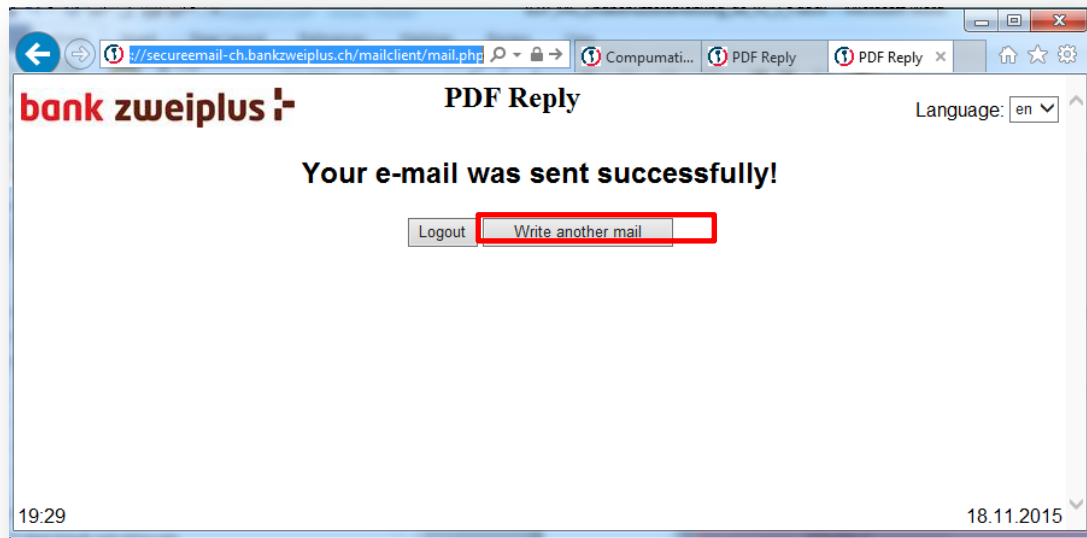 ://secureemail-ch.bankzweiplus.ch/mailclient/mail.php
Compumati...
PDF Reply
PDF Reply
bank zweiplus
PDF Reply
Language: en
Your e-mail was sent successfully!
Logout
Write another mail
19:29
18.11.2015